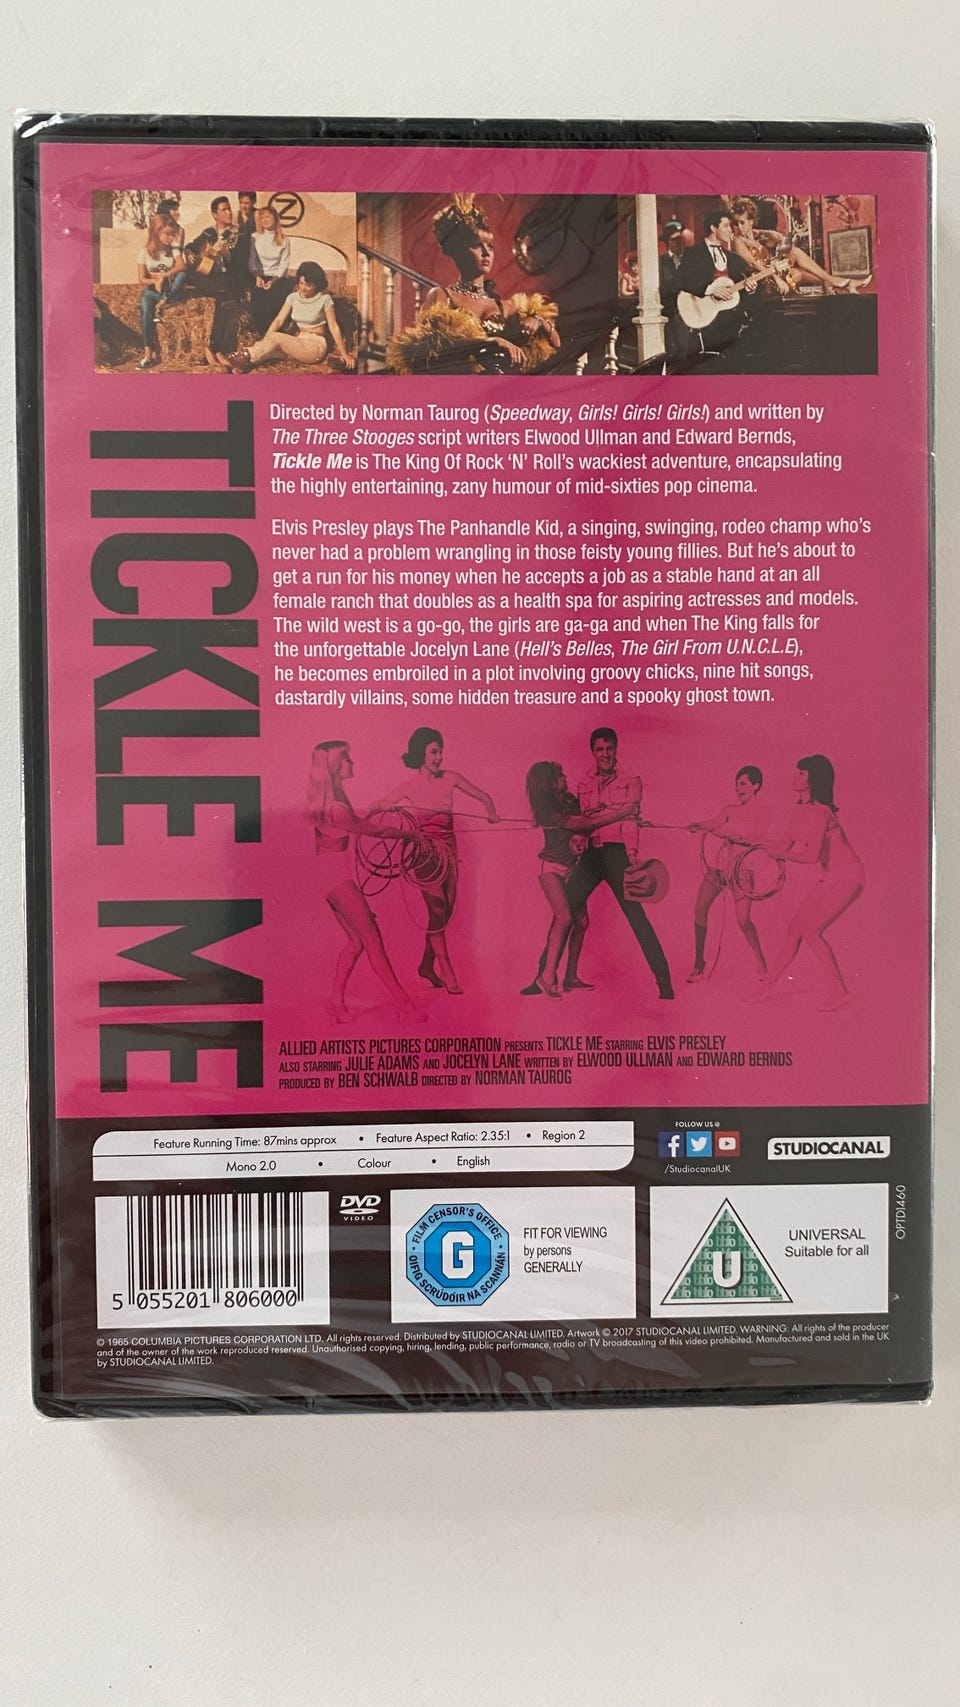 Directed by Norman Taurog (Speedway, Girls! Girls! Girls!) and written by
The Three Stooges script writers Elwood Ullman and Edward Bernds,
Tickle Me is The King Of Rock ‘N’ Roll’s wackiest adventure, encapsulating
the highly entertaining, zany humour of mid-sixties pop cinema.
Elvis Presley plays The Panhandle Kid, a singing, swinging, rodeo champ who’s
never had a problem wrangling in those feisty young fillies. But he’s about to
get a run for his money when he accepts a job as a stable hand at an all
female ranch that doubles as a health spa for aspiring actresses and models.
The wild west is a go-go, the girls are ga-ga and when The King falls for
the unforgettable Jocelyn Lane (Hell’s Belles, The Girl From U.N.C.L.E),
he becomes embroiled in a plot involving groovy chicks, nine hit songs,
dastardly villains, some hidden treasure and a spooky ghost town.
TICKLE ME
ALLIED ARTISTS PICTURES CORPORATION PRESENTS TICKLE ME STARRING ELVIS PRESLEY
ALSO STARRING JULIE ADAMS AND JOCELYN LANE WRITTEN BY ELWOOD ULLMAN AND EDWARD BERNDS
PRODUCED BY BEN SCHWALB DIRECTED BY NORMAN TAUROG
Feature Running Time: 87mins approx • Feature Aspect Ratio: 2.35:1 • Region 2
Mono 2.0 • Colour • English
FOLLOW US @
/StudiocanalUK
STUDIOCANAL
5 055201 806000
DVD
VIDEO
FILM CENSOR'S OFFICE
G
OIFIG SCRÚDÓIR NA SCANNÁN
FIT FOR VIEWING
by persons
GENERALLY
U
UNIVERSAL
Suitable for all
OPTD1460
© 1965 COLUMBIA PICTURES CORPORATION LTD. All rights reserved. Distributed by STUDIOCANAL LIMITED. Artwork © 2017 STUDIOCANAL LIMITED. WARNING: All rights of the producer
and of the owner of the work reproduced reserved. Unauthorised copying, hiring, lending, public performance, radio or TV broadcasting of this video prohibited. Manufactured and sold in the UK
by STUDIOCANAL LIMITED.